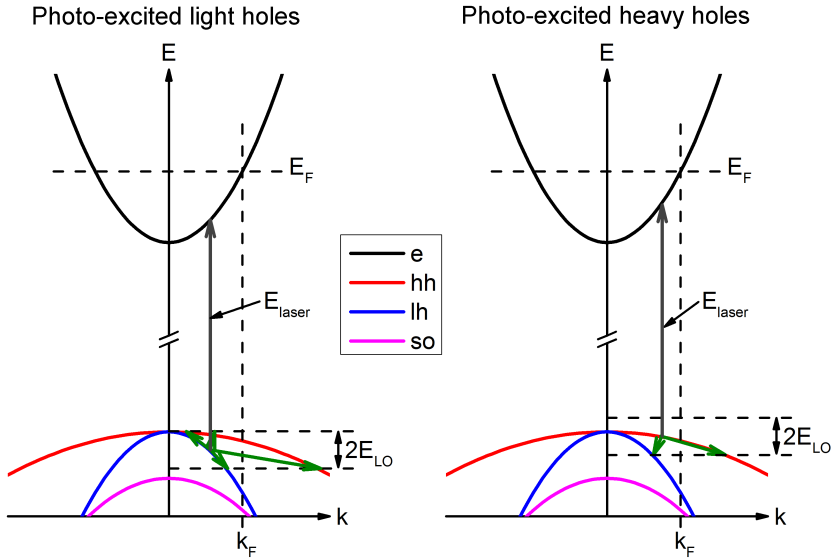 Photo-excited light holes
Photo-excited heavy holes
E
E
E_F
E_F
e
hh
lh
so
E_laser
E_laser
2E_LO
2E_LO
k
k
k_F
k_F